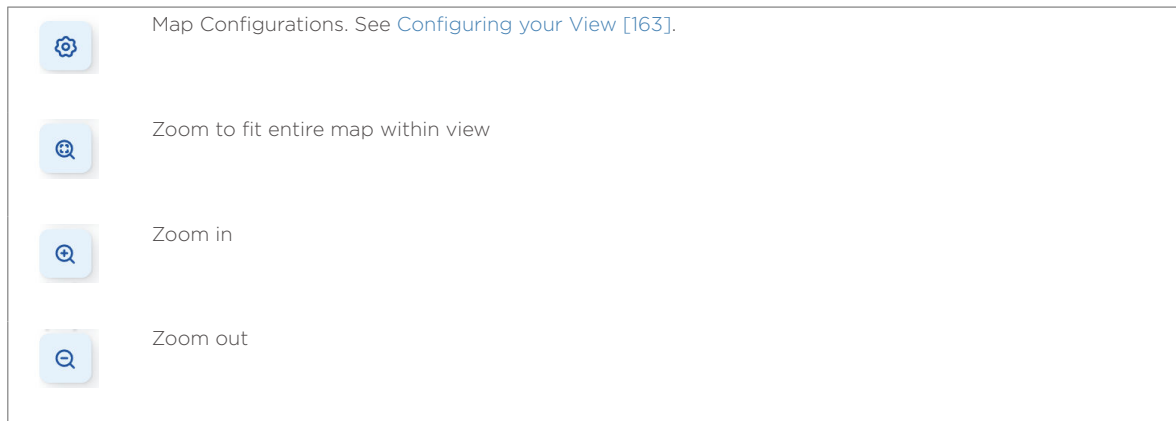 Map Configurations. See Configuring your View [163].
Zoom to fit entire map within view
Zoom in
Zoom out